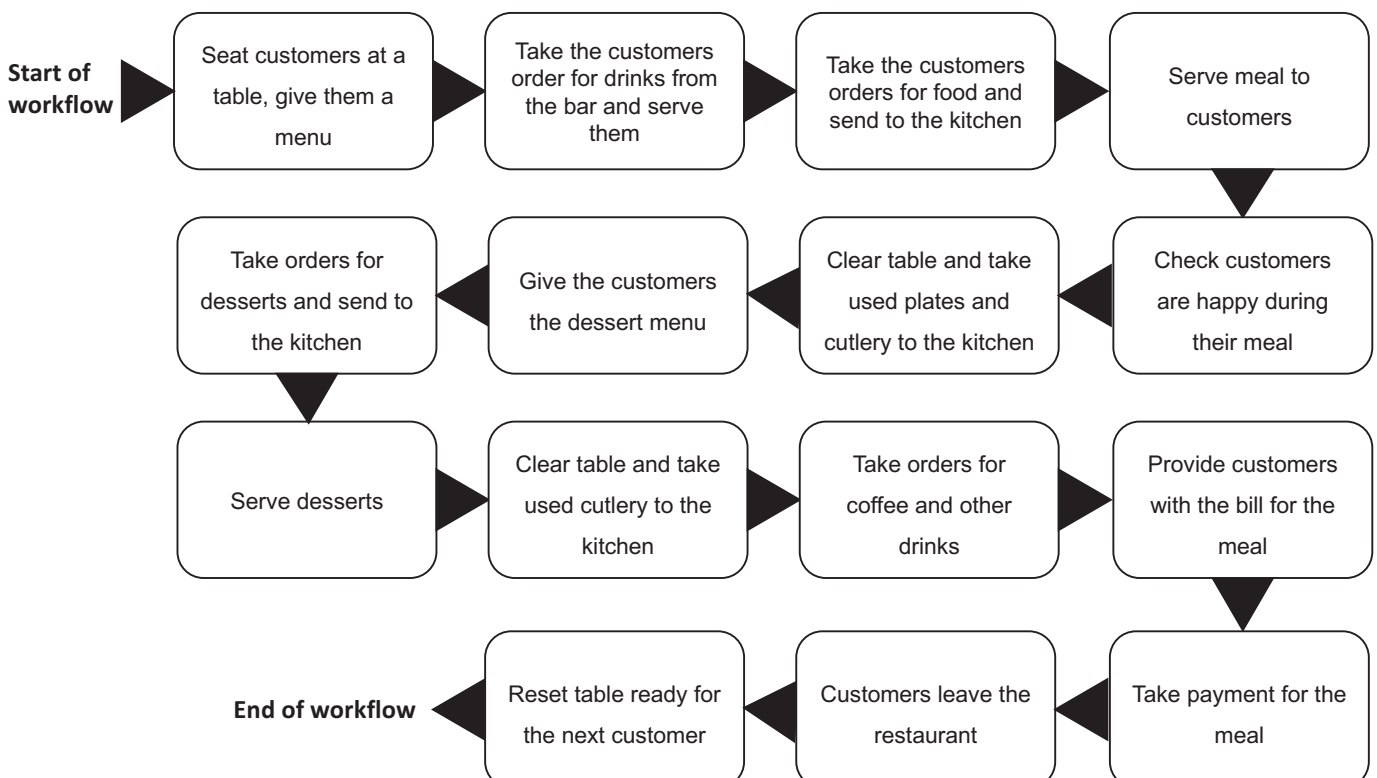 Start of
workflow
Seat customers at a
table, give them a
menu
Take the customers
order for drinks from
the bar and serve
them
Take the customers
orders for food and
send to the kitchen
Serve meal to
customers
Check customers
are happy during
their meal
Clear table and take
used plates and
cutlery to the kitchen
Give the customers
the dessert menu
Take orders for
desserts and send to
the kitchen
Serve desserts
Clear table and take
used cutlery to the
kitchen
Take orders for
coffee and other
drinks
Provide customers
with the bill for the
meal
Take payment for the
meal
Customers leave the
restaurant
Reset table ready for
the next customer
End of workflow